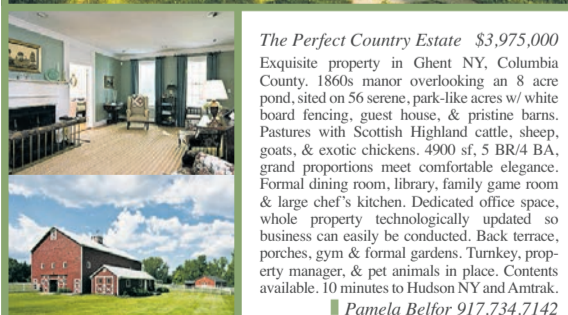 The Perfect Country Estate $3,975,000
Exquisite property in Ghent NY, Columbia
County. 1860s manor overlooking an 8 acre
pond, sited on 56 serene, park-like acres w/ white
board fencing, guest house, & pristine barns.
Pastures with Scottish Highland cattle, sheep,
goats, & exotic chickens. 4900 sf, 5 BR/4 BA,
grand proportions meet comfortable elegance.
Formal dining room, library, family game room
& large chef's kitchen. Dedicated office space,
whole property technologically updated so
business can easily be conducted. Back terrace,
porches, gym & formal gardens. Turnkey, prop-
erty manager, & pet animals in place. Contents
available. 10 minutes to Hudson NY and Amtrak.
Pamela Belfor 917.734.7142